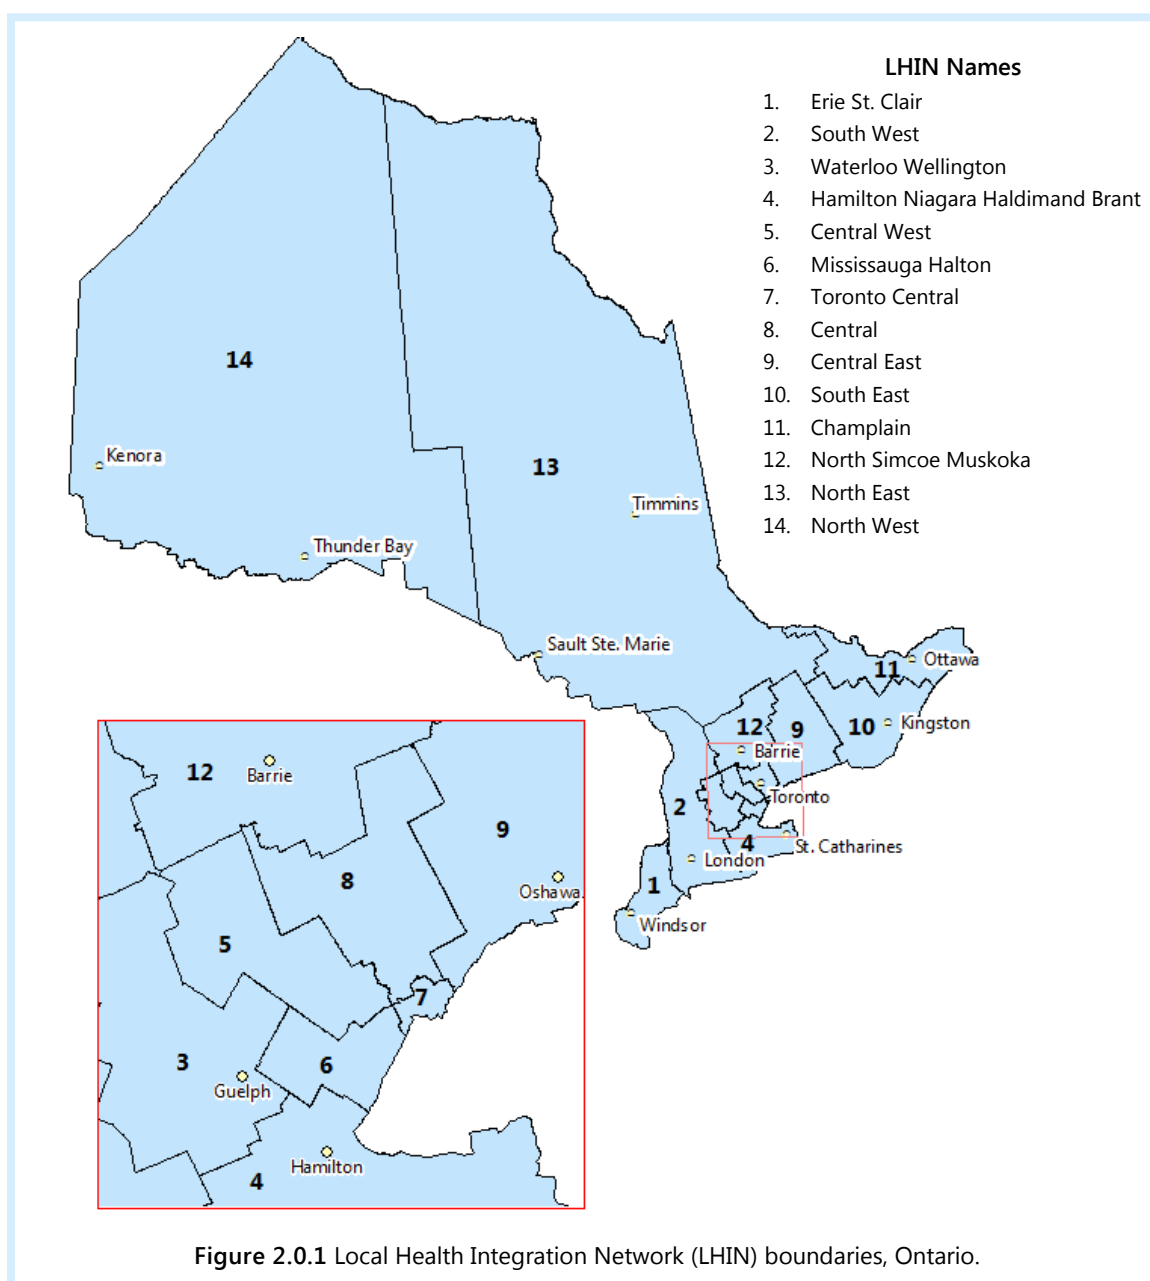 LHIN Names
1. Erie St. Clair
2. South West
3. Waterloo Wellington
4. Hamilton Niagara Haldimand Brant
5. Central West
6. Mississauga Halton
7. Toronto Central
8. Central
9. Central East
10. South East
11. Champlain
12. North Simcoe Muskoka
13. North East
14. North West
14
Kenora
13
Timmins
Thunder Bay
Sault Ste. Marie
11
Ottawa
12
9
10
Kingston
Barrie
2
Toronto
4
St. Catharines
London
1
Windsor
12
Barrie
9
8
Oshawa
5
7
3
6
Guelph
Hamilton
4
Figure 2.0.1 Local Health Integration Network (LHIN) boundaries, Ontario.